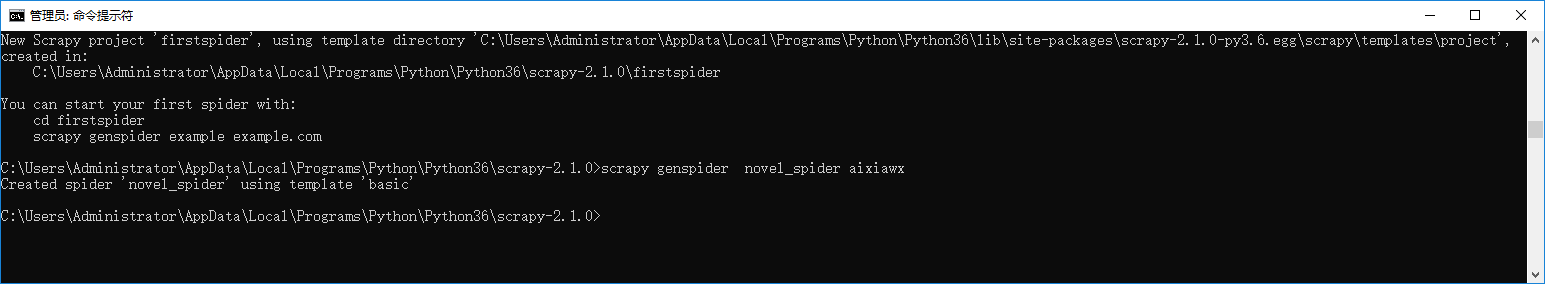 管理员: 命令提示符
New Scrapy project 'firstspider', using template directory 'C:\Users\Administrator\AppData\Local\Programs\Python\Python36\lib\site-packages\scrapy-2.1.0-py3.6.egg\scrapy\templates\project',
created in:
    C:\Users\Administrator\AppData\Local\Programs\Python\Python36\scrapy-2.1.0\firstspider
You can start your first spider with:
    cd firstspider
    scrapy genspider example example.com
C:\Users\Administrator\AppData\Local\Programs\Python\Python36\scrapy-2.1.0>scrapy genspider  novel_spider aixiawx
Created spider 'novel_spider' using template 'basic'
C:\Users\Administrator\AppData\Local\Programs\Python\Python36\scrapy-2.1.0>